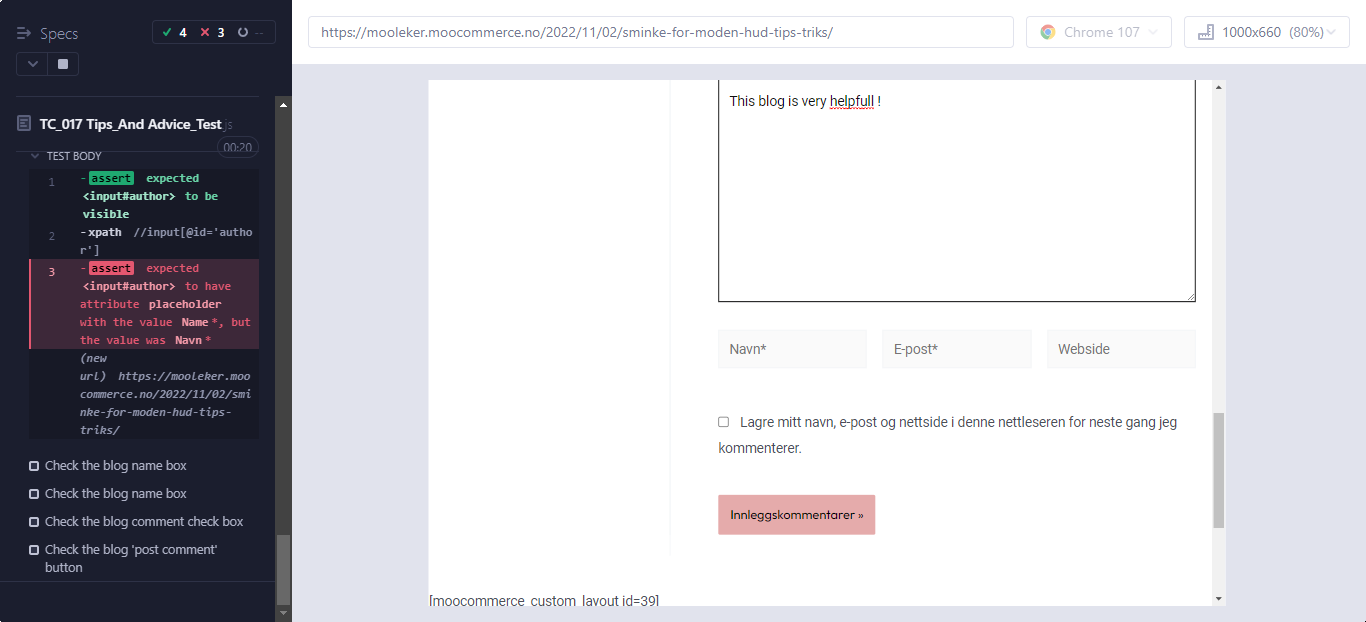 Specs
4 3 --
https://mooleker.moocommerce.no/2022/11/02/sminke-for-moden-hud-tips-triks/
Chrome 107
1000x660 (80%)
TC_017 Tips_And Advice_Test.js
00:20
TEST BODY
1 -assert expected
<input#author> to be
visible
2 -xpath //input[@id='autho
r']
3 -assert expected
<input#author> to have
attribute placeholder
with the value Name*, but
the value was Navn*
(new
url) https://mooleker.moo
commerce.no/2022/11/02/smi
nke-for-moden-hud-tips-
triks/
Check the blog name box
Check the blog name box
Check the blog comment check box
Check the blog 'post comment'
button
This blog is very helpfull !
Navn* E-post* Webside
Lagre mitt navn, e-post og nettside i denne nettleseren for neste gang jeg
kommenterer.
Innleggskommentarer »
[moocommerce_custom_layout id=39]